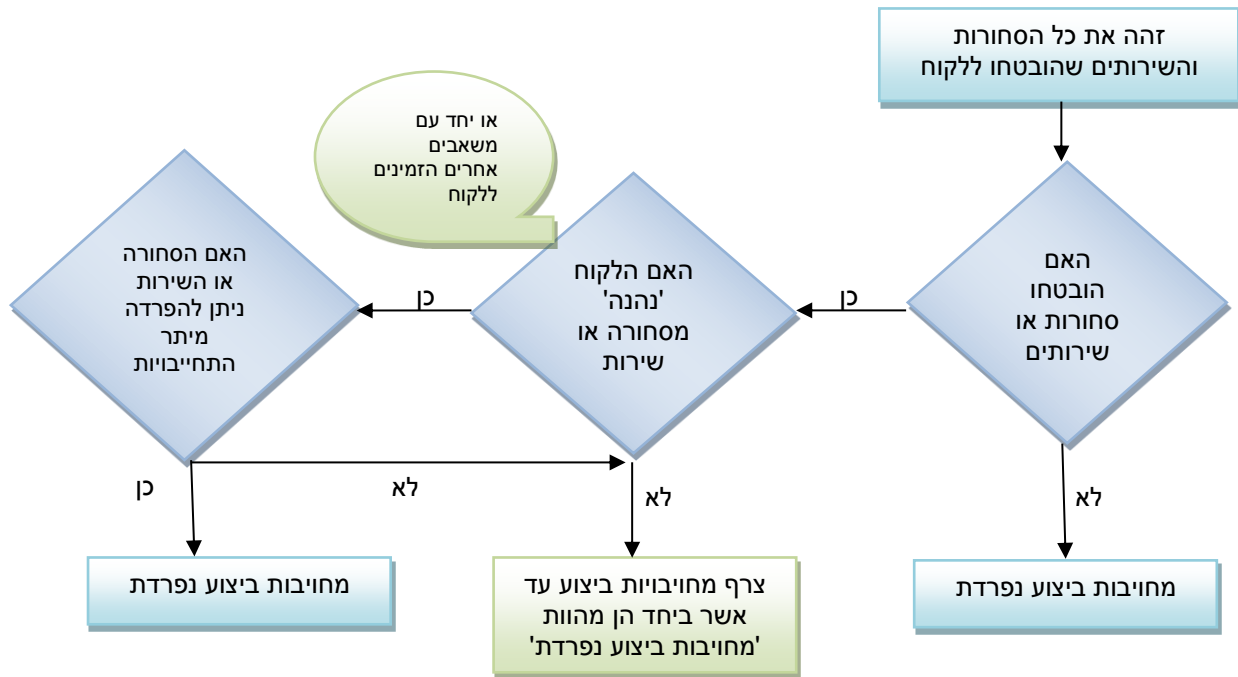 זהה את כל הסחורות
והשירותים שהובטחו ללקוח
האם
הובטחו
סחורות או
שירותים
כן
לא
מחויבות ביצוע נפרדת
או יחד עם
משאבים
אחרים הזמינים
ללקוח
האם הלקוח
'נהנה'
מסחורה או
שירות
כן
לא
צרף מחויבויות ביצוע עד
אשר ביחד הן מהוות
'מחויבות ביצוע נפרדת'
האם הסחורה
או השירות
ניתן להפרדה
מיתר
התחייבויות
לא
כן
מחויבות ביצוע נפרדת